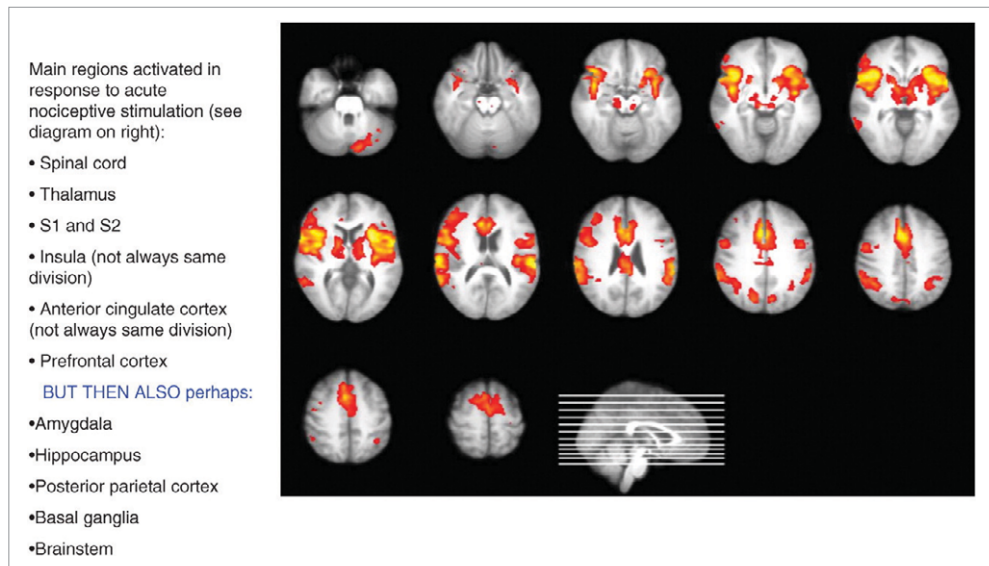 Main regions activated in
response to acute
nociceptive stimulation (see
diagram on right):
• Spinal cord
• Thalamus
• S1 and S2
• Insula (not always same
division)
• Anterior cingulate cortex
(not always same division)
• Prefrontal cortex
BUT THEN ALSO perhaps:
•Amygdala
•Hippocampus
•Posterior parietal cortex
•Basal ganglia
•Brainstem